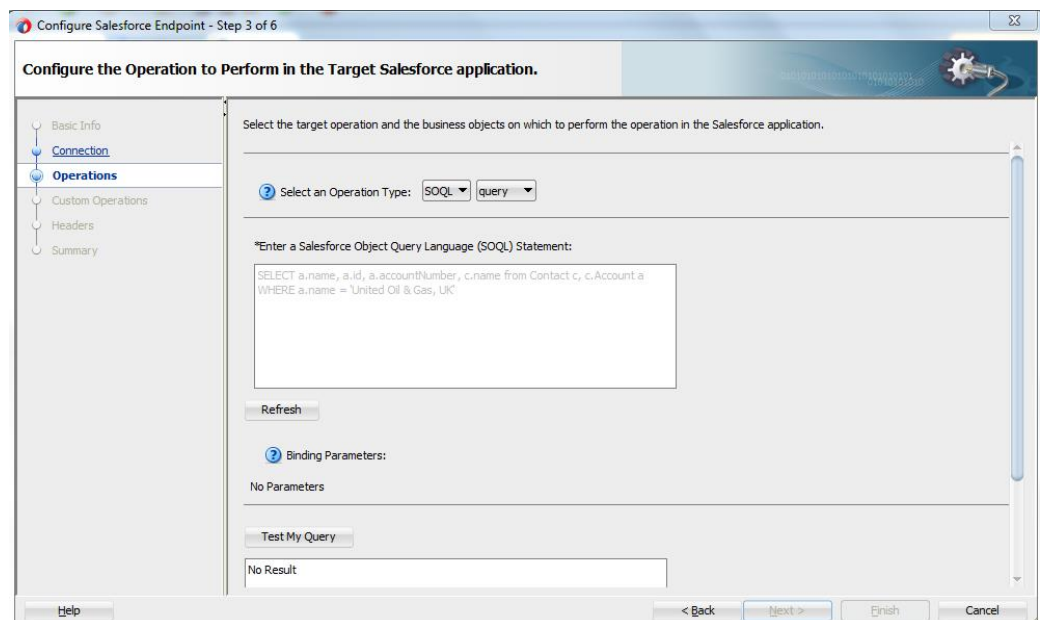 Configure Salesforce Endpoint - Step 3 of 6
Configure the Operation to Perform in the Target Salesforce application.
Basic Info
Connection
Operations
Custom Operations
Headers
Summary
Select the target operation and the business objects on which to perform the operation in the Salesforce application.
Select an Operation Type: SOQL query
*Enter a Salesforce Object Query Language (SOQL) Statement:
SELECT a.name, a.id, a.accountNumber, c.name from Contact c, c.Account a
WHERE a.name = 'United Oil & Gas, UK'
Refresh
Binding Parameters:
No Parameters
Test My Query
No Result
Help
< Back Next > Finish Cancel